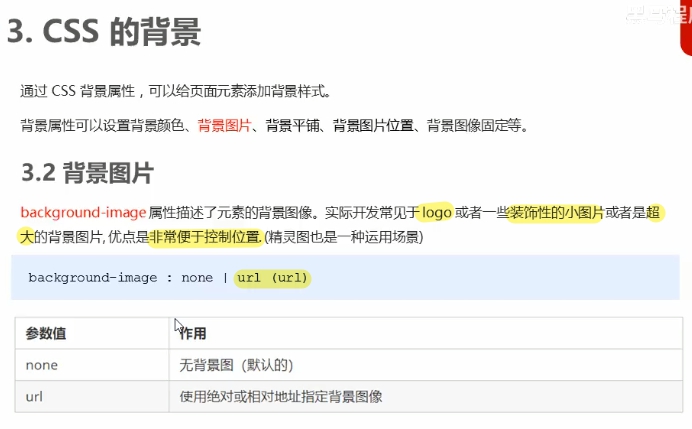 3. CSS 的背景
通过 CSS 背景属性，可以给页面元素添加背景样式。
背景属性可以设置背景颜色、背景图片、背景平铺、背景图片位置、背景图像固定等。
3.2 背景图片
background-image 属性描述了元素的背景图像。实际开发常见于 logo 或者一些装饰性的小图片或者是超
大的背景图片, 优点是非常便于控制位置. (精灵图也是一种运用场景)
background-image : none | url (url)
参数值 作用
none 无背景图（默认的）
url 使用绝对或相对地址指定背景图像